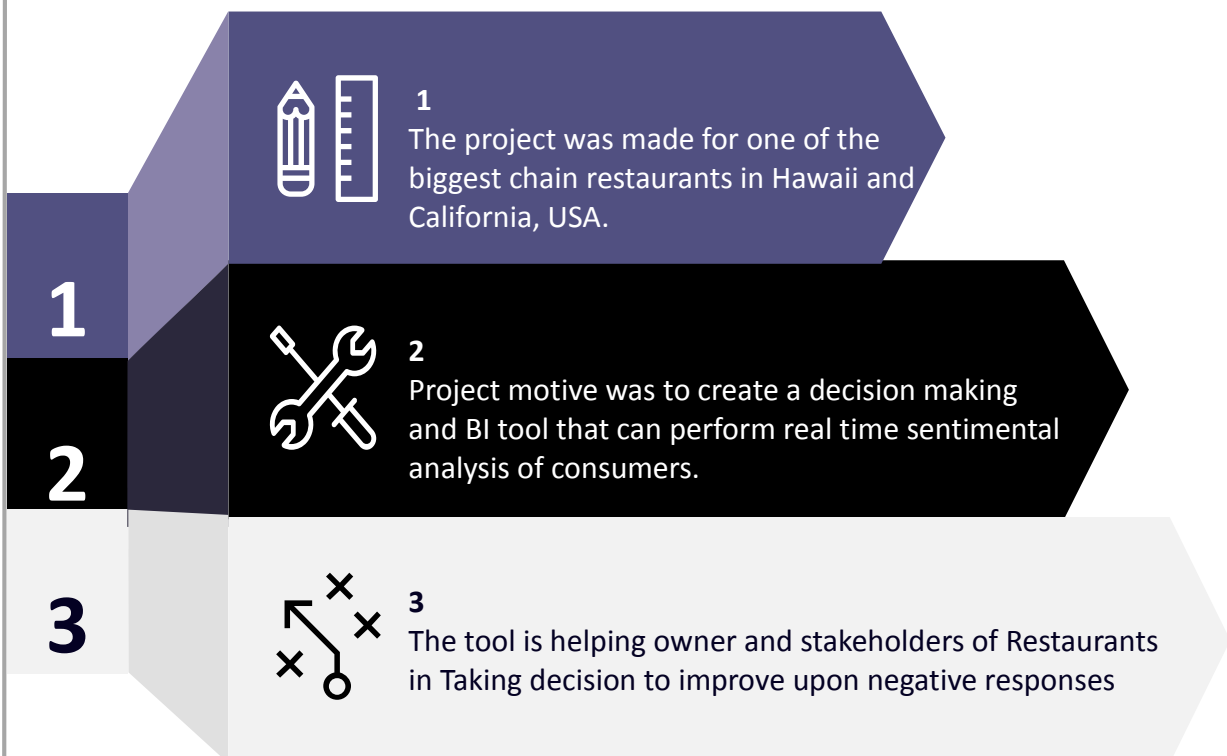 1
The project was made for one of the
biggest chain restaurants in Hawaii and
California, USA.
1
2
Project motive was to create a decision making
and BI tool that can perform real time sentimental
analysis of consumers.
2
3
The tool is helping owner and stakeholders of Restaurants
in Taking decision to improve upon negative responses
3